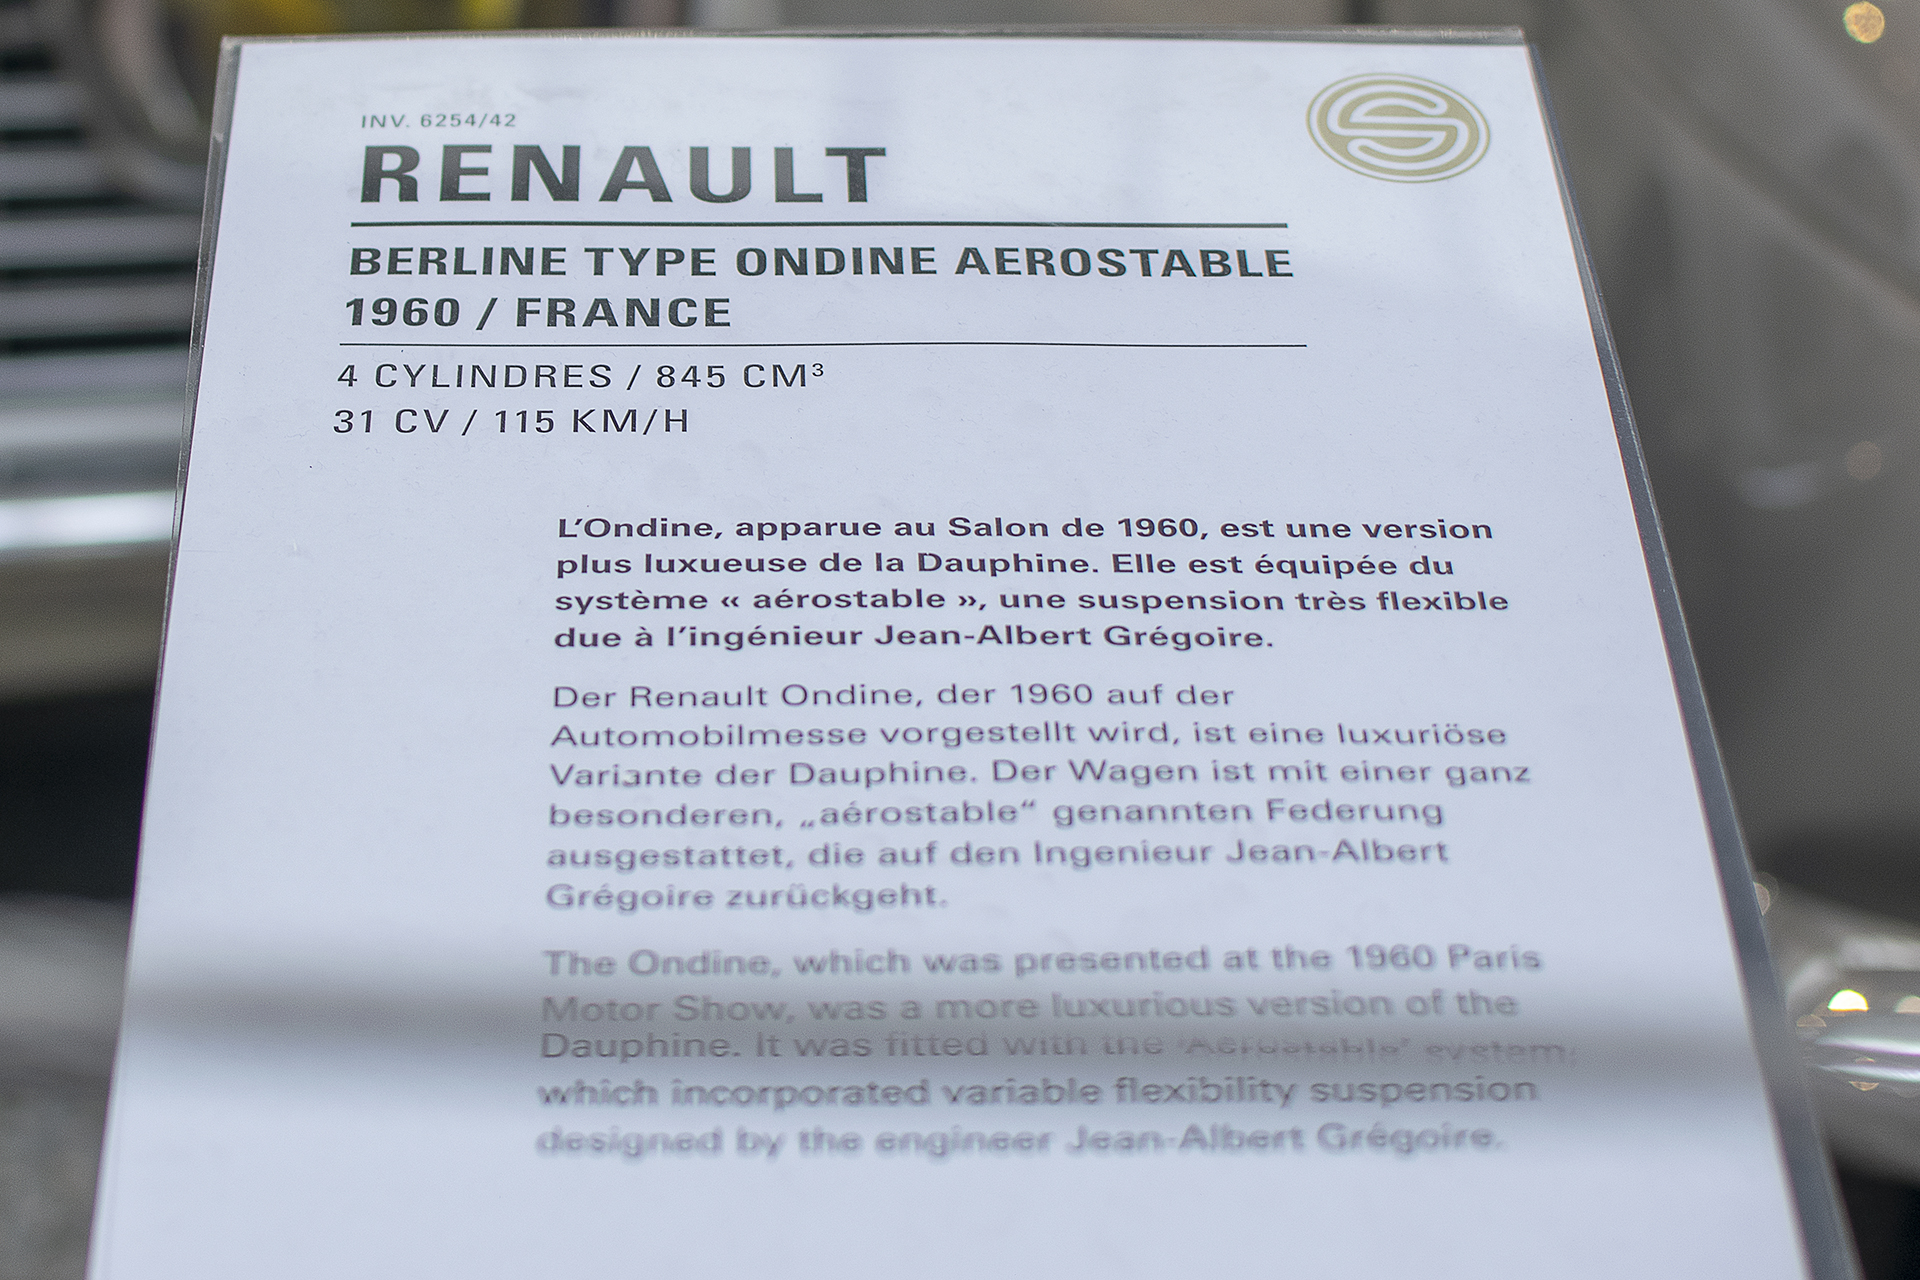 INV. 6254/42
RENAULT
BERLINE TYPE ONDINE AEROSTABLE
1960 / FRANCE
4 CYLINDRES / 845 CM³
31 CV / 115 KM/H
L’Ondine, apparue au Salon de 1960, est une version
plus luxueuse de la Dauphine. Elle est équipée du
système « aérostable », une suspension très flexible
due à l’ingénieur Jean-Albert Grégoire.
Der Renault Ondine, der 1960 auf der
Automobilmesse vorgestellt wird, ist eine luxuriöse
Variante der Dauphine. Der Wagen ist mit einer ganz
besonderen, „aérostable“ genannten Federung
ausgestattet, die auf den Ingenieur Jean-Albert
Grégoire zurückgeht.
The Ondine, which was presented at the 1960 Paris
Motor Show, was a more luxurious version of the
Dauphine. It was fitted with the ‘Aerostable’ system,
which incorporated variable flexibility suspension
designed by the engineer Jean-Albert Grégoire.